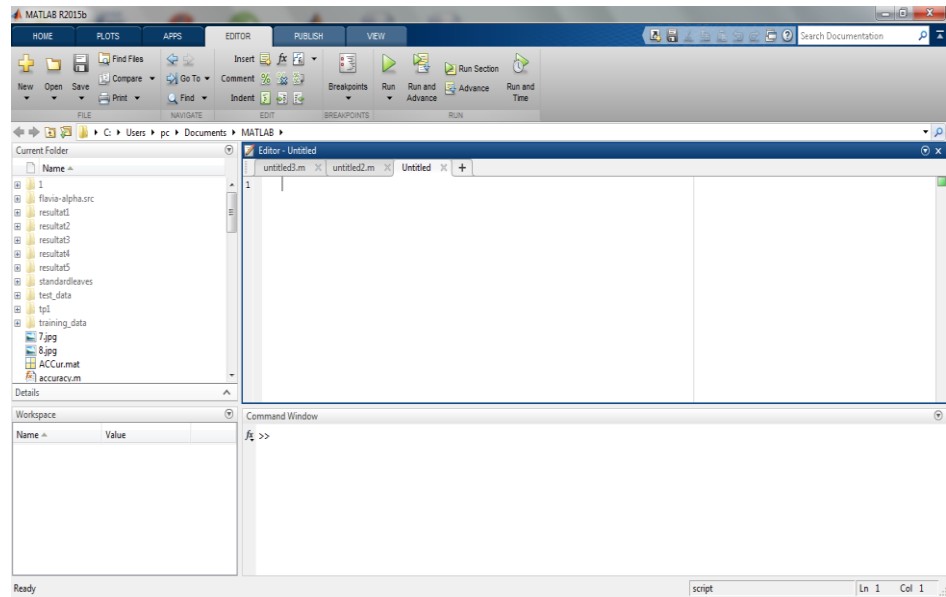 MATLAB R2015b
HOME PLOTS APPS EDITOR PUBLISH VIEW Search Documentation
New Open Save Find Files Compare Print
Go To Find
Insert fx
Comment
Indent
Breakpoints Run Run and Advance Run Section Advance Run and Time
FILE NAVIGATE EDIT BREAKPOINTS RUN
C: Users pc Documents MATLAB
Current Folder
Name
1
flavia-alpha.src
resultat1
resultat2
resultat3
resultat4
resultat5
standardleaves
test_data
tp1
training_data
7.jpg
8.jpg
ACCur.mat
accuracy.m
Details
Workspace
Name Value
Editor - Untitled
untitled3.m untitled2.m Untitled +
1
Command Window
fx >>
Ready script Ln 1 Col 1